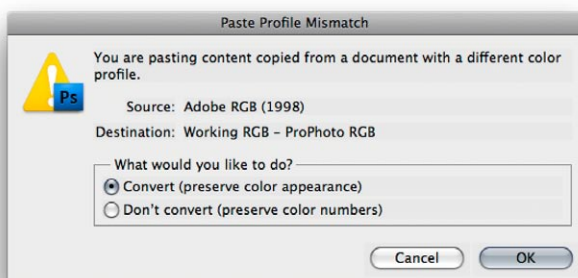 Paste Profile Mismatch
You are pasting content copied from a document with a different color
profile.
Ps
Source: Adobe RGB (1998)
Destination: Working RGB – ProPhoto RGB
What would you like to do?
Convert (preserve color appearance)
Don't convert (preserve color numbers)
Cancel
OK